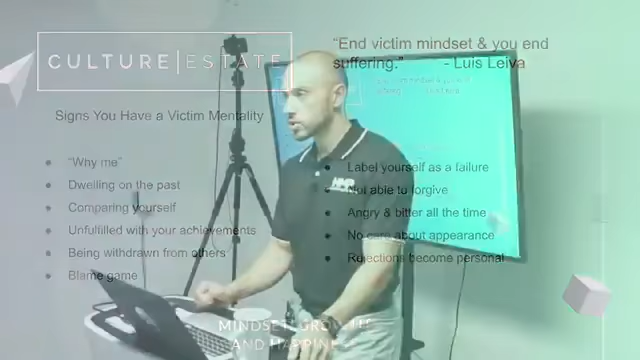 CULTURE|ESTATE
"End victim mindset & you end
suffering." - Luis Leiva
Signs You Have a Victim Mentality
● "Why me"
● Dwelling on the past
● Comparing yourself
● Unfulfilled with your achievements
● Being withdrawn from others
● Blame game
● Label yourself as a failure
● Not able to forgive
● Angry & bitter all the time
● No care about appearance
● Rejections become personal
MINDSET, GROWTH
AND HAPPINESS